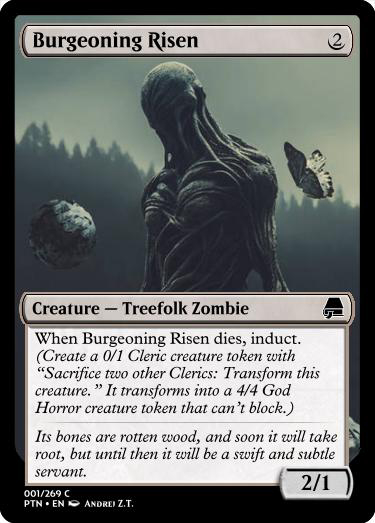 Burgeoning Risen 2
Creature — Treefolk Zombie
When Burgeoning Risen dies, induct.
(Create a 0/1 Cleric creature token with
“Sacrifice two other Clerics: Transform this
creature.” It transforms into a 4/4 God
Horror creature token that can’t block.)
Its bones are rotten wood, and soon it will take
root, but until then it will be a swift and subtle
servant.
2/1
001/269 C
PTN • EN Andrei Z.T.